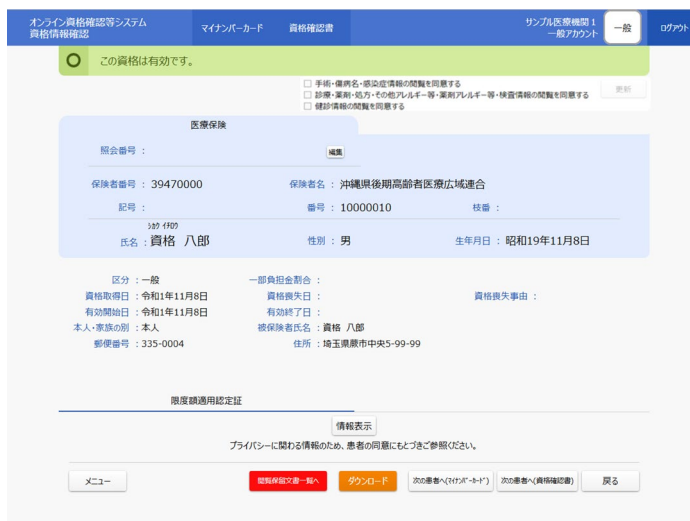 オンライン資格確認等システム
資格情報確認
マイナンバーカード 資格確認書
サンプル医療機関1
一般アカウント
一般
ログアウト
この資格は有効です。
手術・傷病名・感染症情報の閲覧を同意する
診療・薬剤・処方・その他アレルギー等・薬剤アレルギー等・検査情報の閲覧を同意する
健診情報の閲覧を同意する
更新
医療保険
照会番号 : 編集
保険者番号 : 39470000 保険者名 : 沖縄県後期高齢者医療広域連合
記号 : 番号 : 10000010 枝番 :
氏名 : 資格 八郎 性別 : 男 生年月日 : 昭和19年11月8日
区分 : 一般 一部負担金割合 :
資格取得日 : 令和1年11月8日 資格喪失日 : 資格喪失事由 :
有効開始日 : 令和1年11月8日 有効終了日 :
本人・家族の別 : 本人 被保険者氏名 : 資格 八郎
郵便番号 : 335-0004 住所 : 埼玉県蕨市中央5-99-99
限度額適用認定証
情報表示
プライバシーに関わる情報のため、患者の同意にもとづきご参照ください。
メニュー 閲覧保留文書一覧へ ダウンロード 次の患者へ(マイナンバーカード) 次の患者へ(資格確認書) 戻る